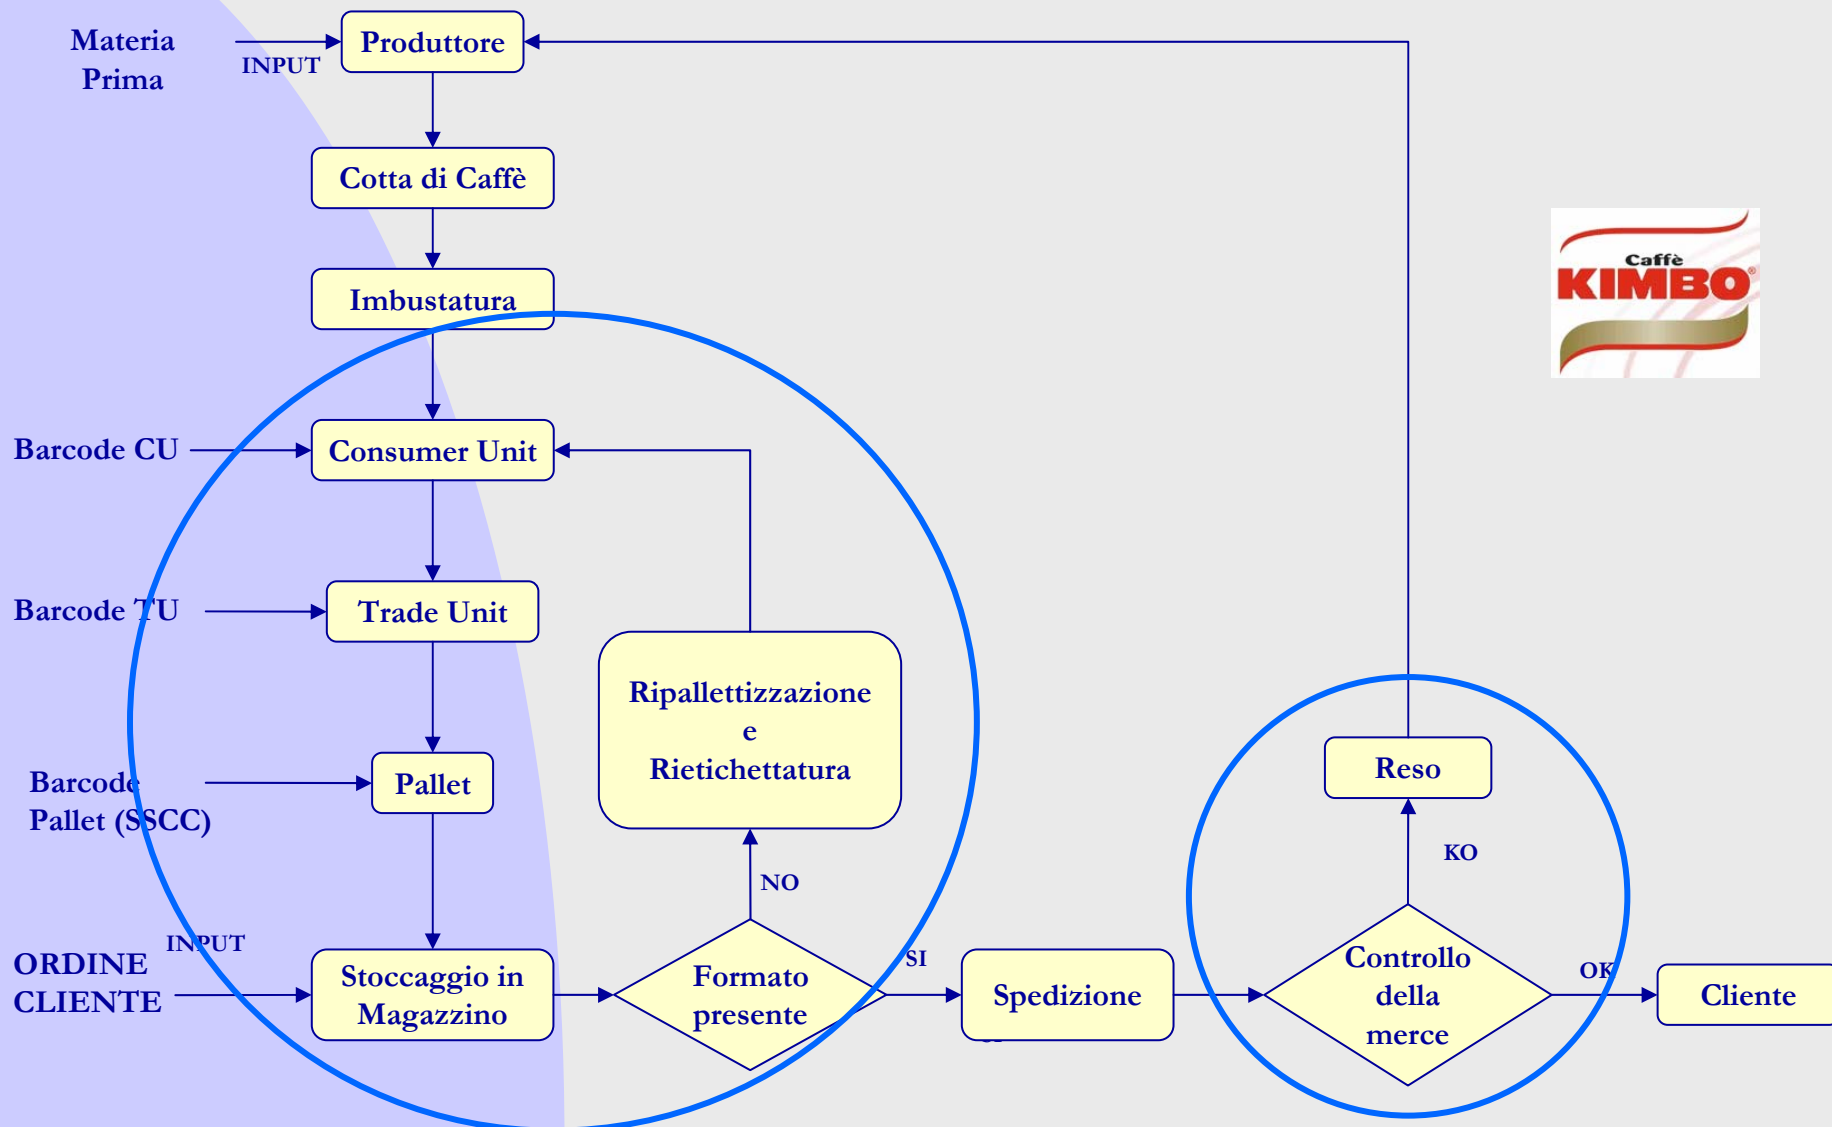 Materia
Prima
INPUT
Produttore
Cotta di Caffè
Caffè
KIMBO®
Imbustatura
Barcode CU
Consumer Unit
Barcode TU
Trade Unit
Ripallettizzazione
e
Rietichettatura
Barcode
Pallet (SSCC)
Pallet
Reso
KO
NO
ORDINE
CLIENTE
INPUT
Stoccaggio in
Magazzino
Formato
presente
SI
Spedizione
Controllo
della
merce
OK
Cliente